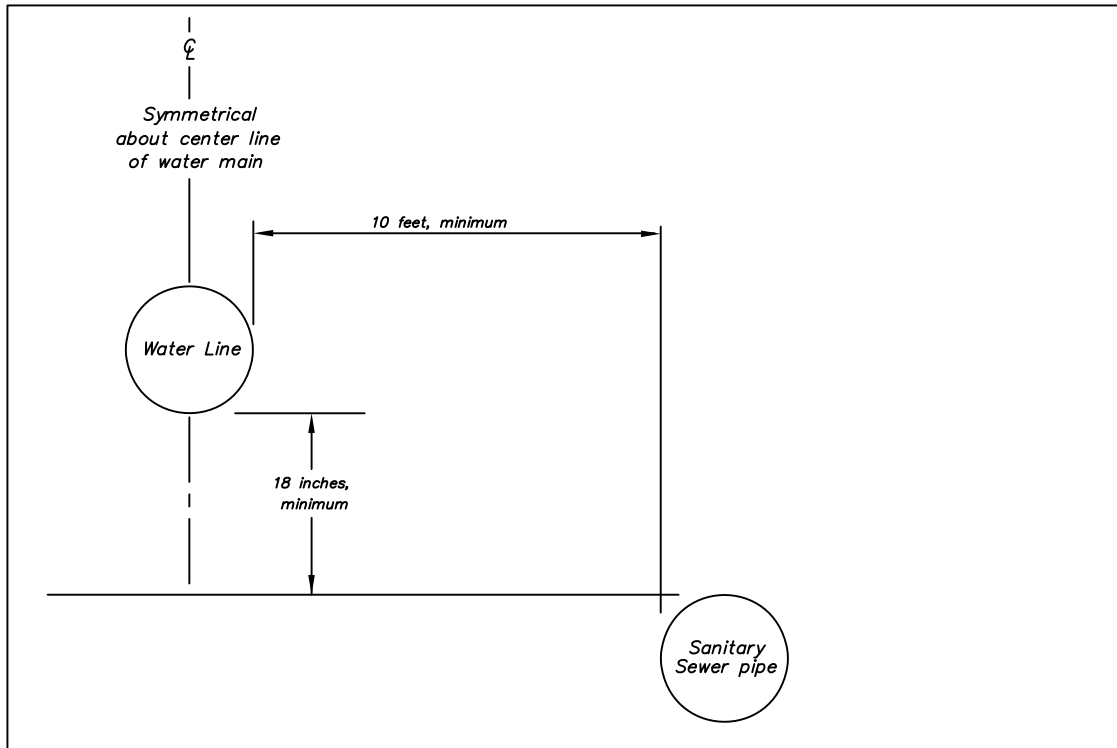 ℄
Symmetrical
about center line
of water main
10 feet, minimum
Water Line
18 inches,
minimum
Sanitary
Sewer pipe